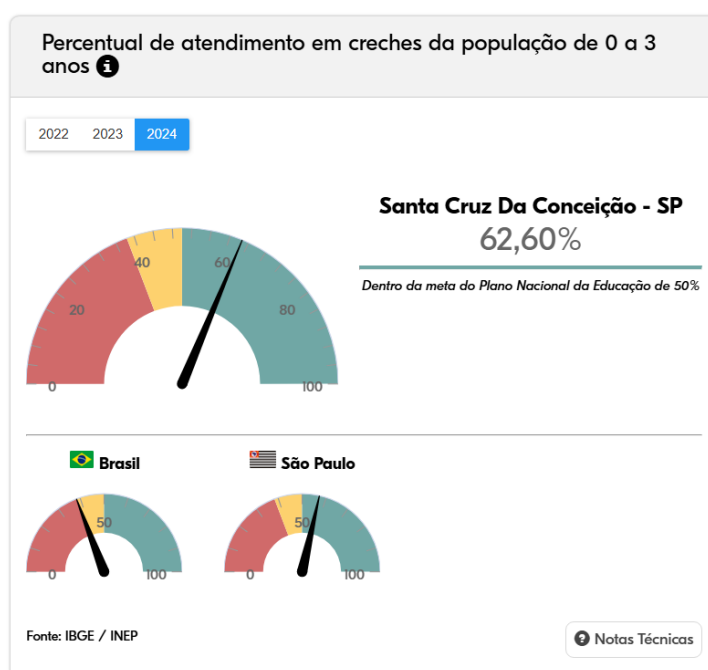 Percentual de atendimento em creches da população de 0 a 3
anos
2022 2023 2024
Santa Cruz Da Conceição - SP
62,60%
Dentro da meta do Plano Nacional da Educação de 50%
0 20 40 60 80 100
Brasil
0 50 100
São Paulo
0 50 100
Fonte: IBGE / INEP
Notas Técnicas